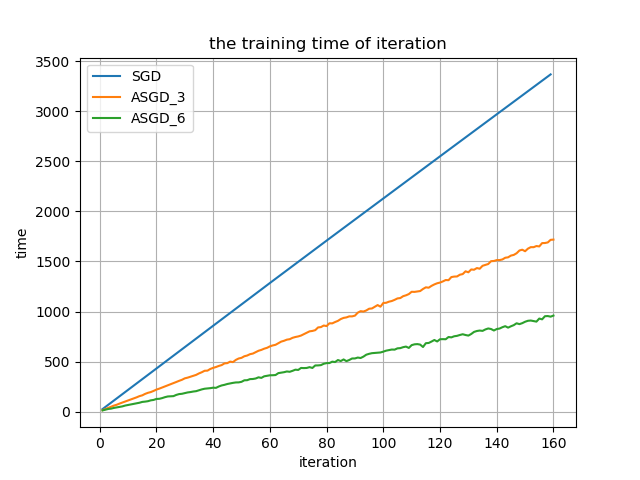 the training time of iteration
SGD
ASGD_3
ASGD_6
time
3500
3000
2500
2000
1500
1000
500
0
0 20 40 60 80 100 120 140 160
iteration